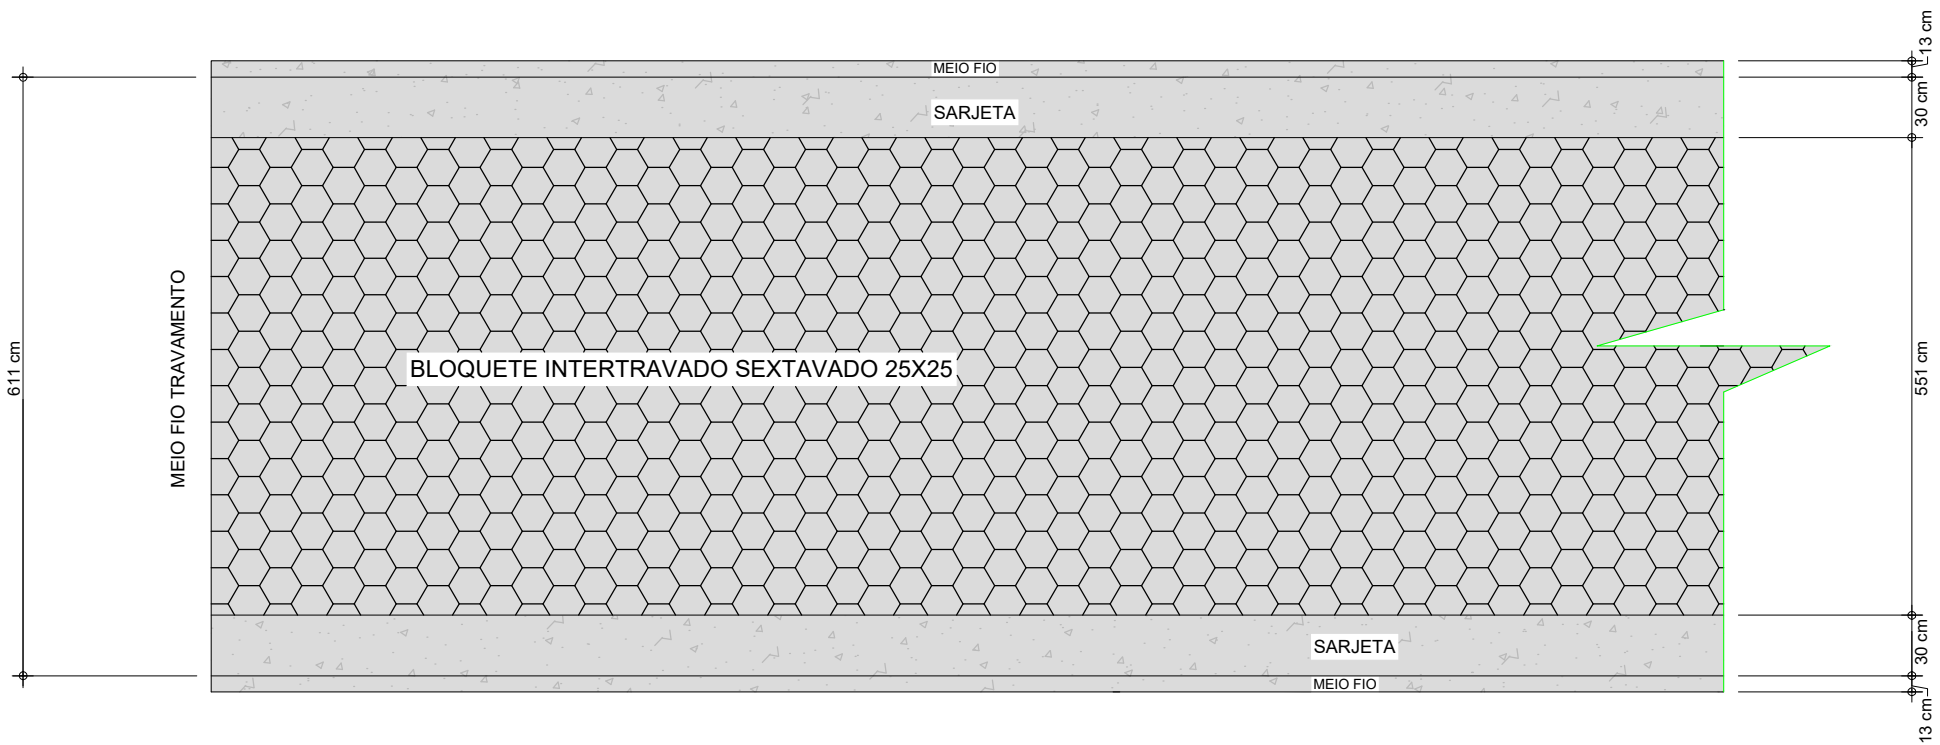 13 cm
MEIO FIO
30 cm
SARJETA
MEIO FIO TRAVAMENTO
611 cm
BLOQUETE INTERTRAVADO SEXTAVADO 25X25
551 cm
SARJETA
30 cm
MEIO FIO
13 cm